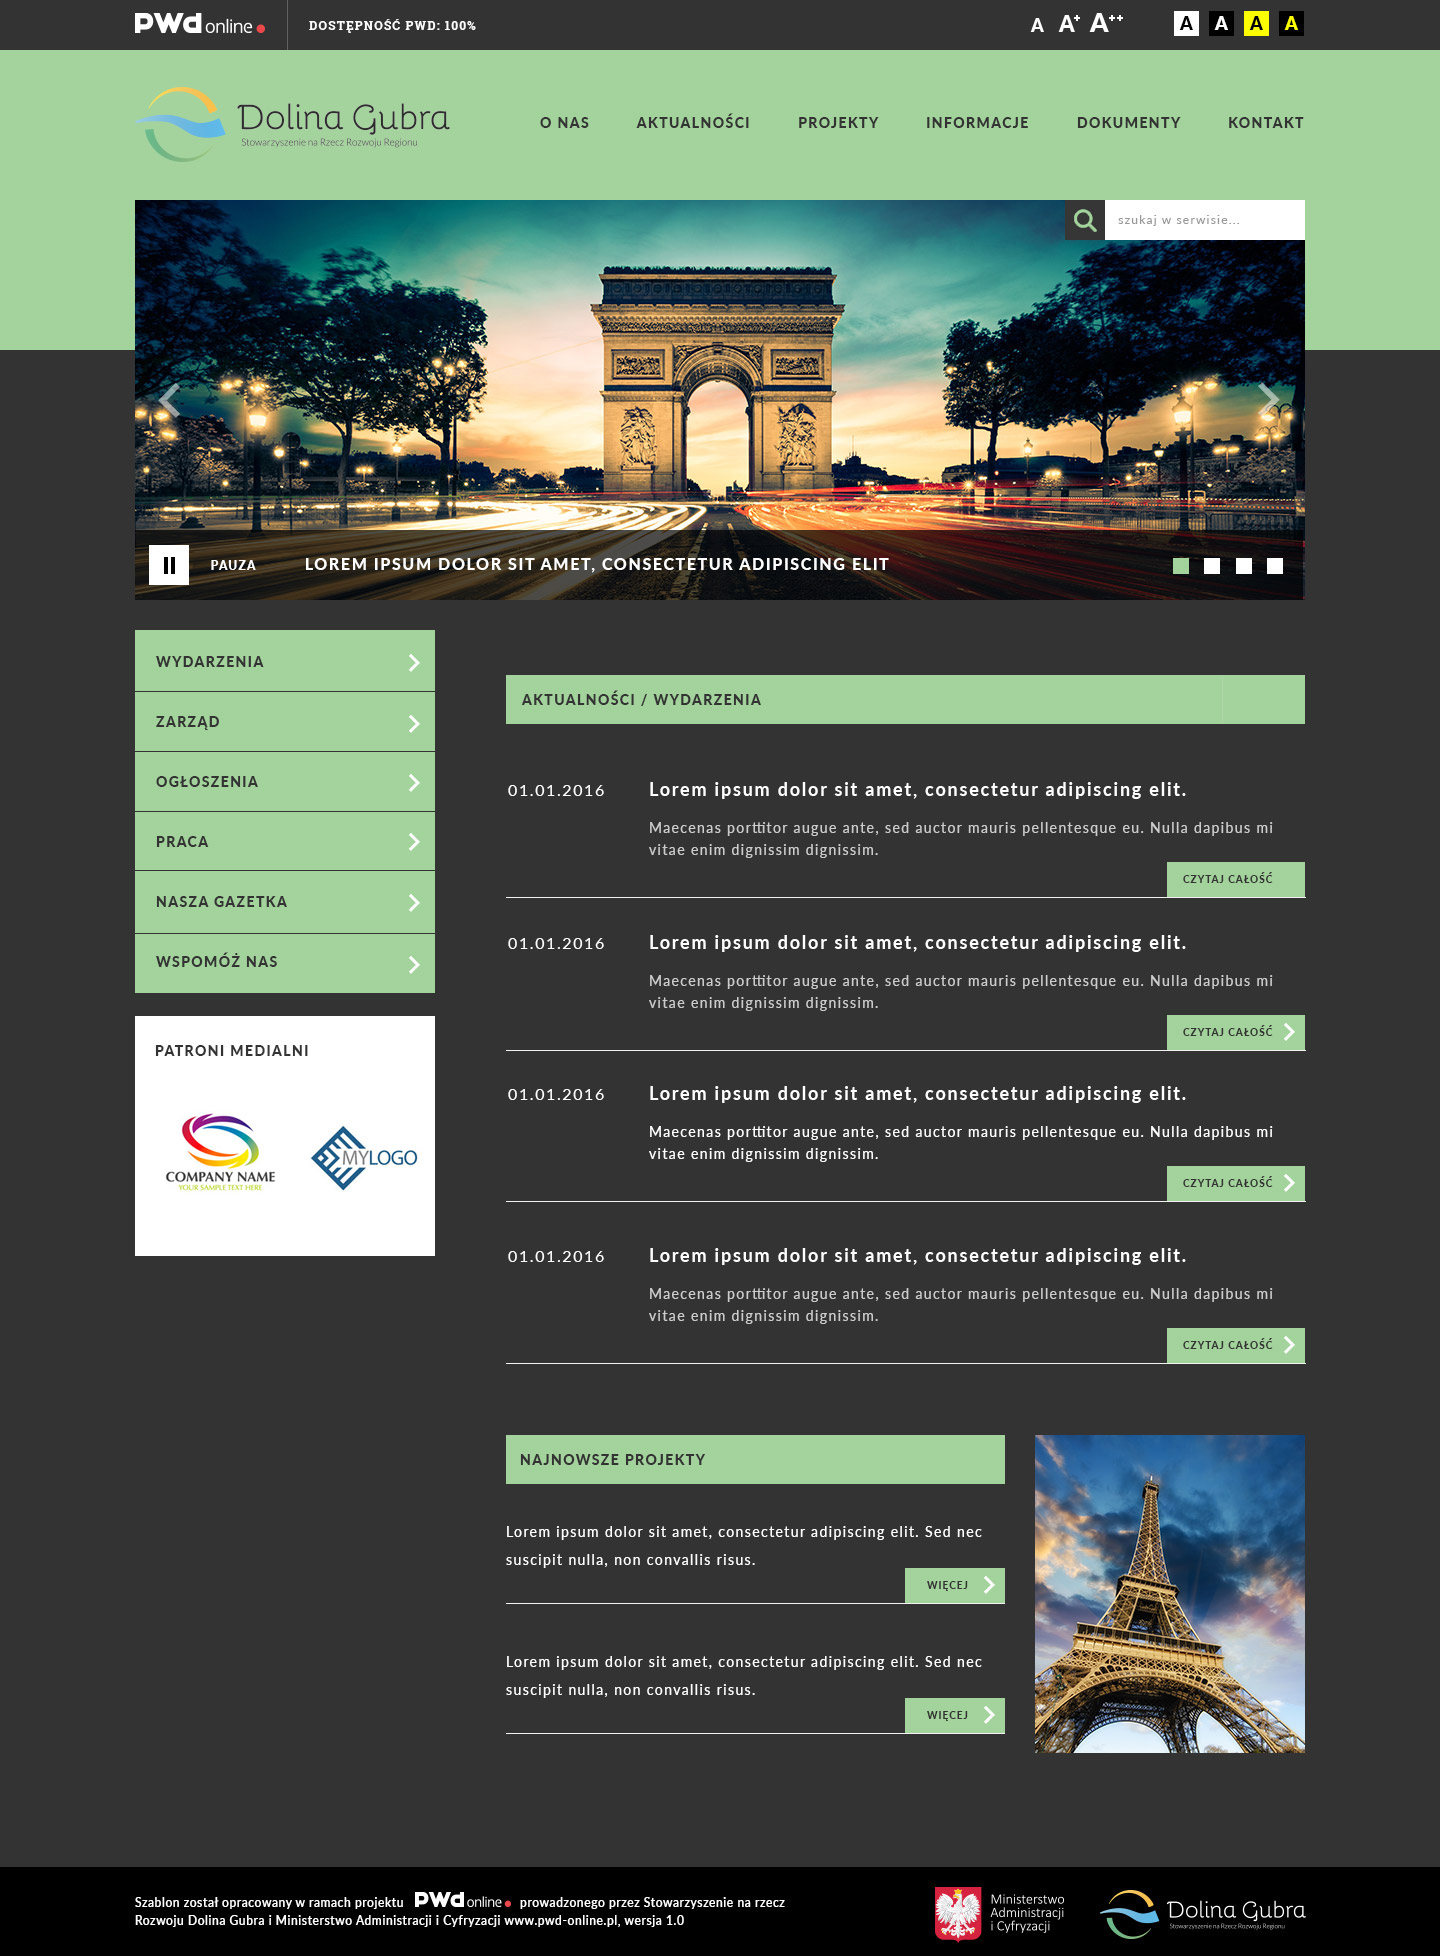 PWd online
DOSTĘPNOŚĆ PWD: 100%
A A+ A++
A A A A
Dolina Gubra
Stowarzyszenie na Rzecz Rozwoju Regionu
O NAS AKTUALNOŚCI PROJEKTY INFORMACJE DOKUMENTY KONTAKT
szukaj w serwisie...
PAUZA
LOREM IPSUM DOLOR SIT AMET, CONSECTETUR ADIPISCING ELIT
WYDARZENIA
ZARZĄD
OGŁOSZENIA
PRACA
NASZA GAZETKA
WSPOMÓŻ NAS
PATRONI MEDIALNI
COMPANY NAME
YOUR SAMPLE TEXT HERE
MYLOGO
AKTUALNOŚCI / WYDARZENIA
01.01.2016
Lorem ipsum dolor sit amet, consectetur adipiscing elit.
Maecenas porttitor augue ante, sed auctor mauris pellentesque eu. Nulla dapibus mi
vitae enim dignissim dignissim.
CZYTAJ CAŁOŚĆ
01.01.2016
Lorem ipsum dolor sit amet, consectetur adipiscing elit.
Maecenas porttitor augue ante, sed auctor mauris pellentesque eu. Nulla dapibus mi
vitae enim dignissim dignissim.
CZYTAJ CAŁOŚĆ
01.01.2016
Lorem ipsum dolor sit amet, consectetur adipiscing elit.
Maecenas porttitor augue ante, sed auctor mauris pellentesque eu. Nulla dapibus mi
vitae enim dignissim dignissim.
CZYTAJ CAŁOŚĆ
01.01.2016
Lorem ipsum dolor sit amet, consectetur adipiscing elit.
Maecenas porttitor augue ante, sed auctor mauris pellentesque eu. Nulla dapibus mi
vitae enim dignissim dignissim.
CZYTAJ CAŁOŚĆ
NAJNOWSZE PROJEKTY
Lorem ipsum dolor sit amet, consectetur adipiscing elit. Sed nec
suscipit nulla, non convallis risus.
WIĘCEJ
Lorem ipsum dolor sit amet, consectetur adipiscing elit. Sed nec
suscipit nulla, non convallis risus.
WIĘCEJ
Szablon został opracowany w ramach projektu PWd online prowadzonego przez Stowarzyszenie na rzecz
Rozwoju Dolina Gubra i Ministerstwo Administracji i Cyfryzacji www.pwd-online.pl, wersja 1.0
Ministerstwo
Administracji
i Cyfryzacji
Dolina Gubra
Stowarzyszenie na Rzecz Rozwoju Regionu